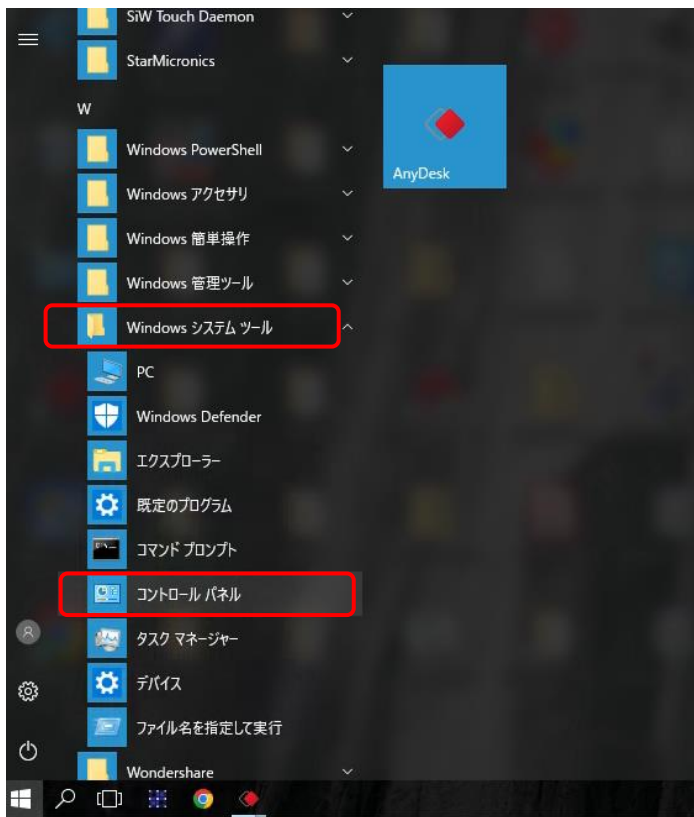 SiW Touch Daemon
StarMicronics
W
Windows PowerShell
Windows アクセサリ
Windows 簡単操作
Windows 管理ツール
Windows システム ツール
PC
Windows Defender
エクスプローラー
既定のプログラム
コマンド プロンプト
コントロール パネル
タスク マネージャー
デバイス
ファイル名を指定して実行
Wondershare
AnyDesk